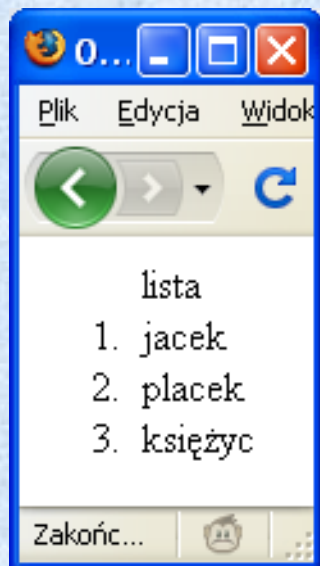 0...
Plik Edycja Widok
lista
1. jacek
2. placek
3. księżyc
Zakończ...